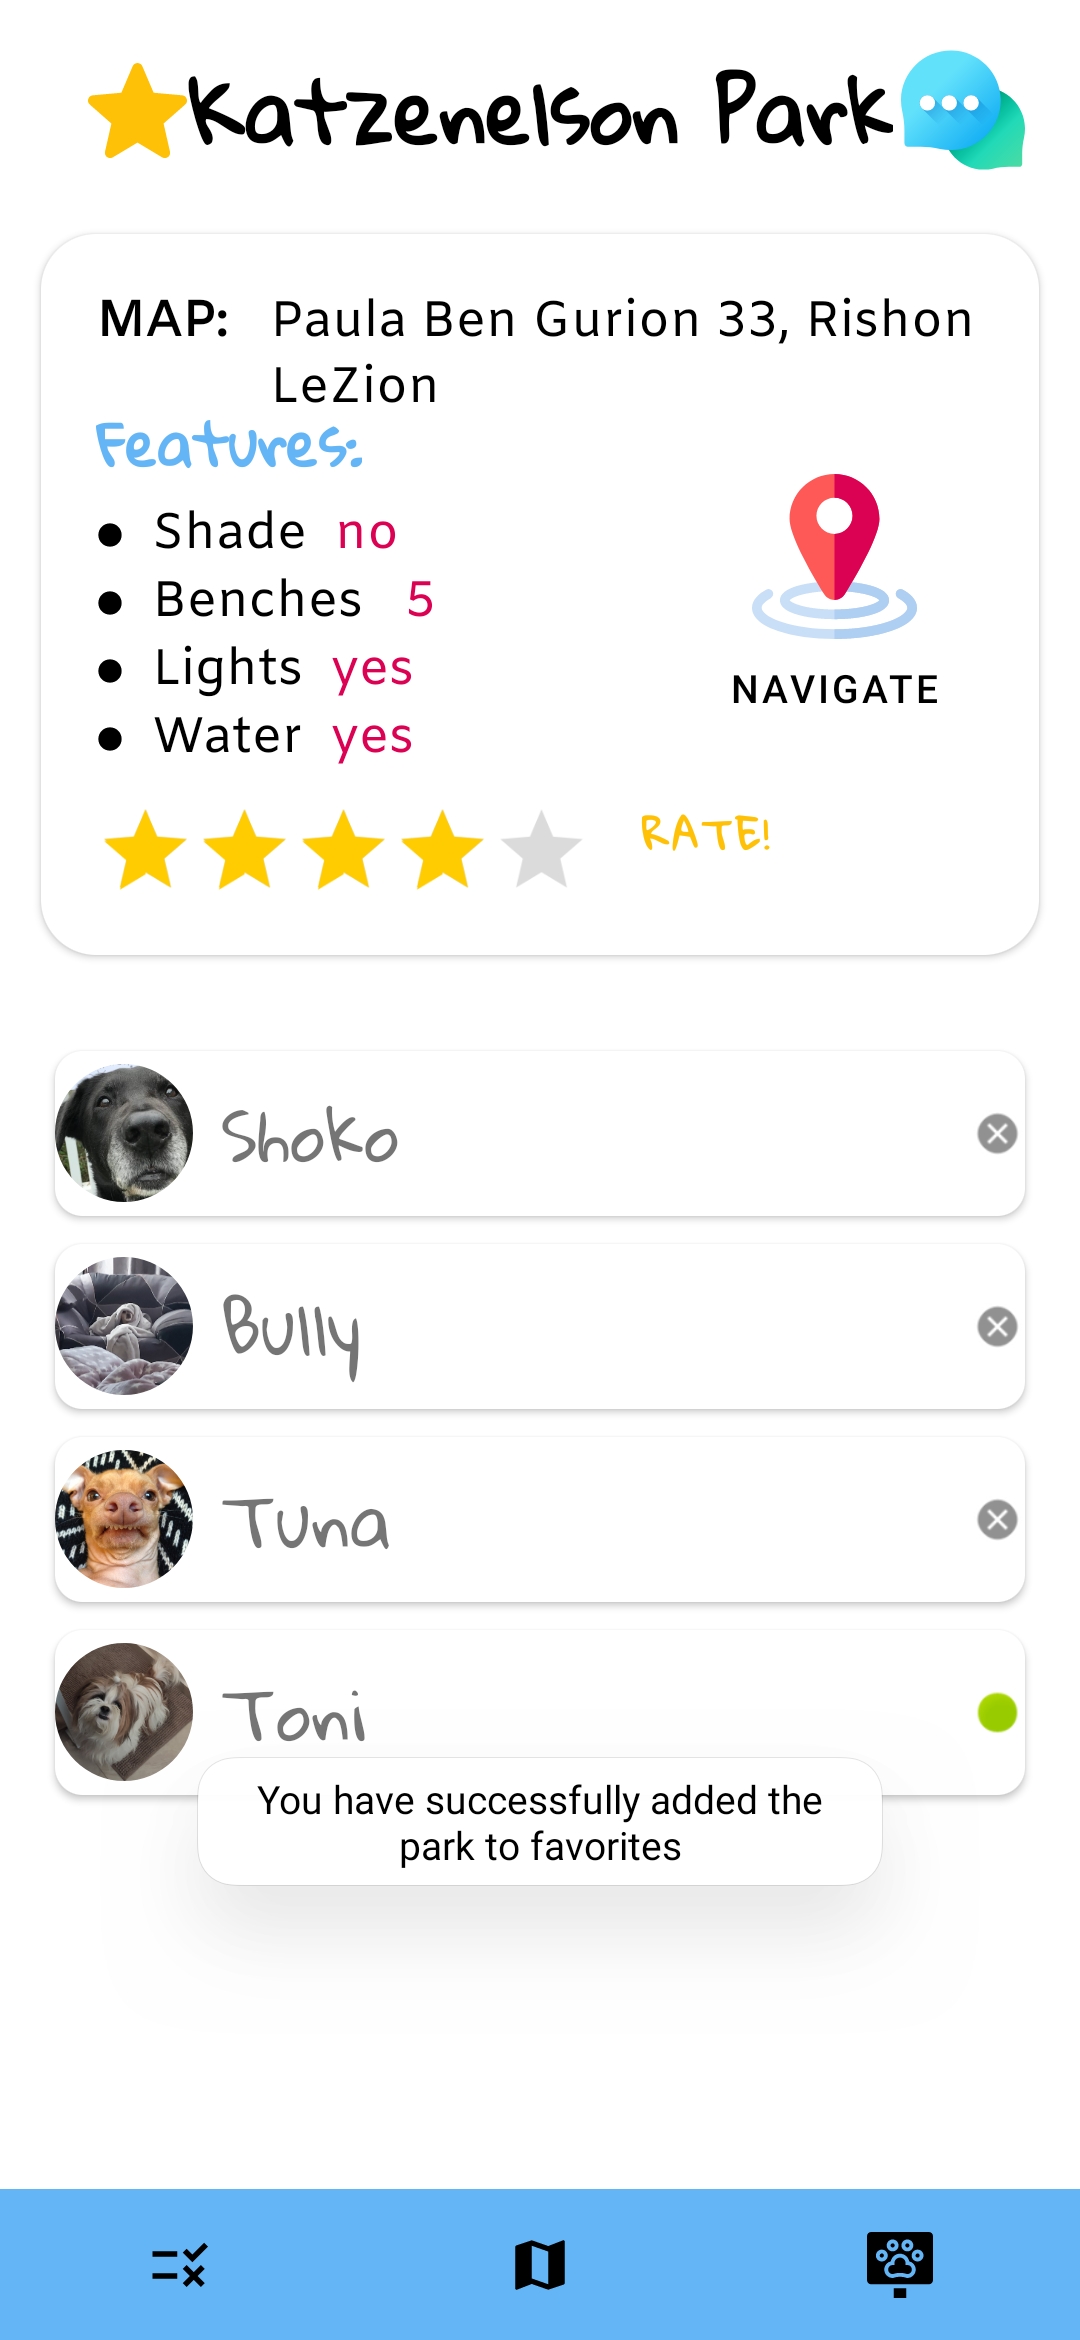 Katzenelson Park
MAP: Paula Ben Gurion 33, Rishon
LeZion
Features:
● Shade no
● Benches 5
● Lights yes
● Water yes
NAVIGATE
RATE!
Shoko
Bully
Tuna
Toni
You have successfully added the
park to favorites